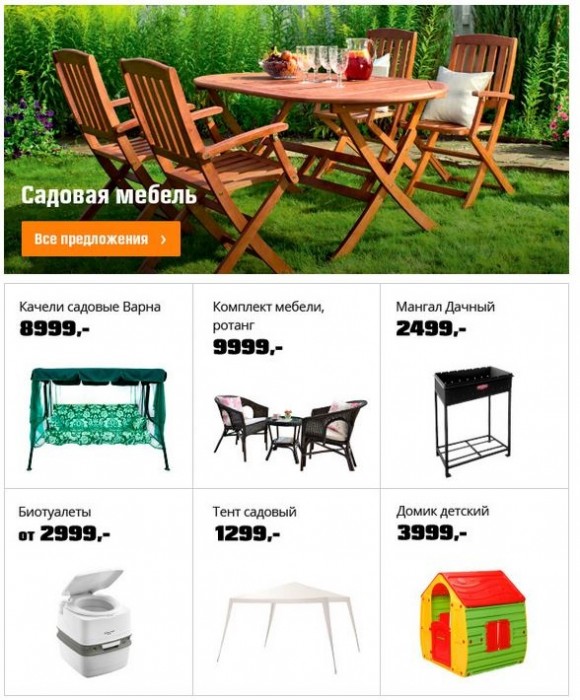 Садовая мебель
Все предложения >
Качели садовые Варна
8999,-
Комплект мебели,
ротанг
9999,-
Мангал Дачный
2499,-
Биотуалеты
от 2999,-
Тент садовый
1299,-
Домик детский
3999,-